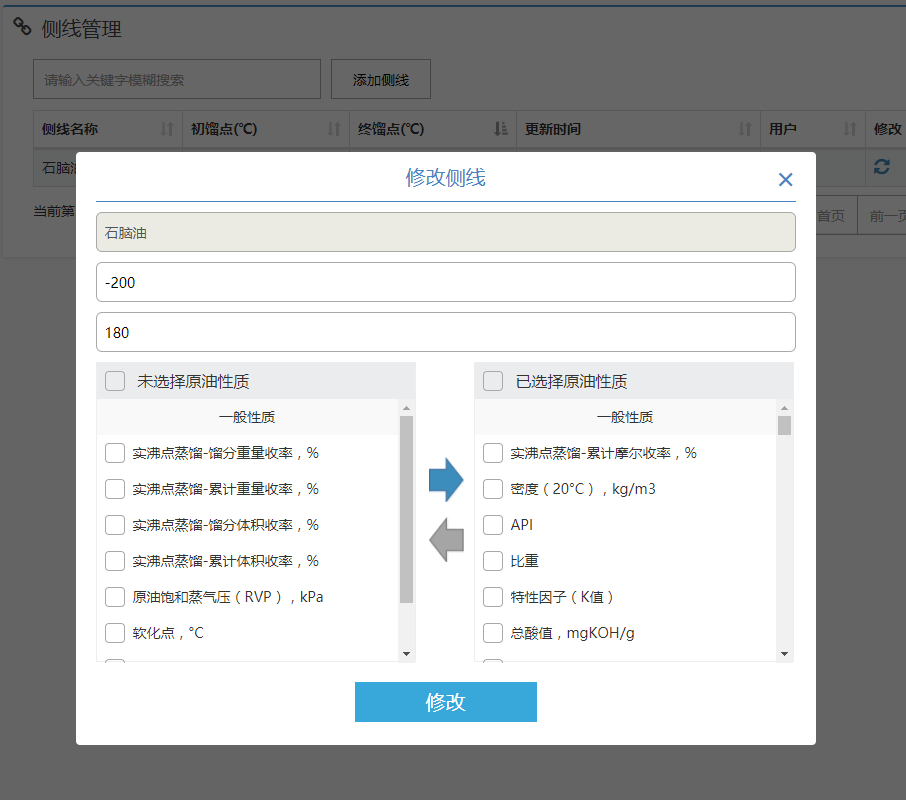 侧线管理
请输入关键字模糊搜索 添加侧线
侧线名称 初馏点(℃) 终馏点(℃) 更新时间 用户 修改
石脑油
当前第 首页 前一页
修改侧线
石脑油
-200
180
未选择原油性质 已选择原油性质
一般性质 一般性质
实沸点蒸馏-馏分重量收率，% 实沸点蒸馏-累计摩尔收率，%
实沸点蒸馏-累计重量收率，% 密度（20°C），kg/m3
实沸点蒸馏-馏分体积收率，% API
实沸点蒸馏-累计体积收率，% 比重
原油饱和蒸气压（RVP），kPa 特性因子（K值）
软化点，°C 总酸值，mgKOH/g
修改